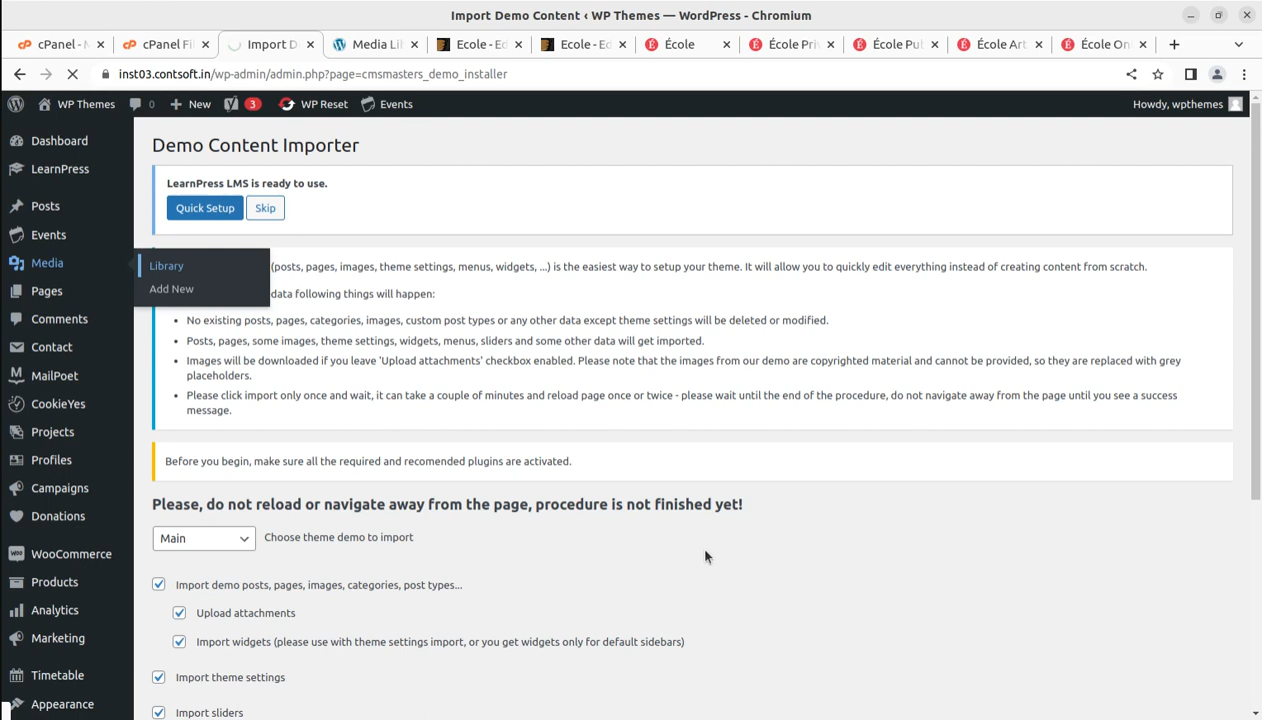 Import Demo Content ‹ WP Themes — WordPress - Chromium
cPanel - M
cPanel Fi
Import D
Media Li
Ecole - Ed
Ecole - Ed
École
École Pri
École Pu
École Art
École On
inst03.contsoft.in/wp-admin/admin.php?page=cmsmasters_demo_installer
WP Themes 0 New 3 WP Reset Events Howdy, wpthemes
Dashboard
LearnPress
Posts
Events
Media
Library
Add New
Pages
Comments
Contact
MailPoet
CookieYes
Projects
Profiles
Campaigns
Donations
WooCommerce
Products
Analytics
Marketing
Timetable
Appearance
Demo Content Importer
LearnPress LMS is ready to use.
Quick Setup Skip
(posts, pages, images, theme settings, menus, widgets, ...) is the easiest way to setup your theme. It will allow you to quickly edit everything instead of creating content from scratch.
data following things will happen:
• No existing posts, pages, categories, images, custom post types or any other data except theme settings will be deleted or modified.
• Posts, pages, some images, theme settings, widgets, menus, sliders and some other data will get imported.
• Images will be downloaded if you leave 'Upload attachments' checkbox enabled. Please note that the images from our demo are copyrighted material and cannot be provided, so they are replaced with grey
placeholders.
• Please click import only once and wait, it can take a couple of minutes and reload page once or twice - please wait until the end of the procedure, do not navigate away from the page until you see a success
message.
Before you begin, make sure all the required and recomended plugins are activated.
Please, do not reload or navigate away from the page, procedure is not finished yet!
Main Choose theme demo to import
Import demo posts, pages, images, categories, post types...
Upload attachments
Import widgets (please use with theme settings import, or you get widgets only for default sidebars)
Import theme settings
Import sliders